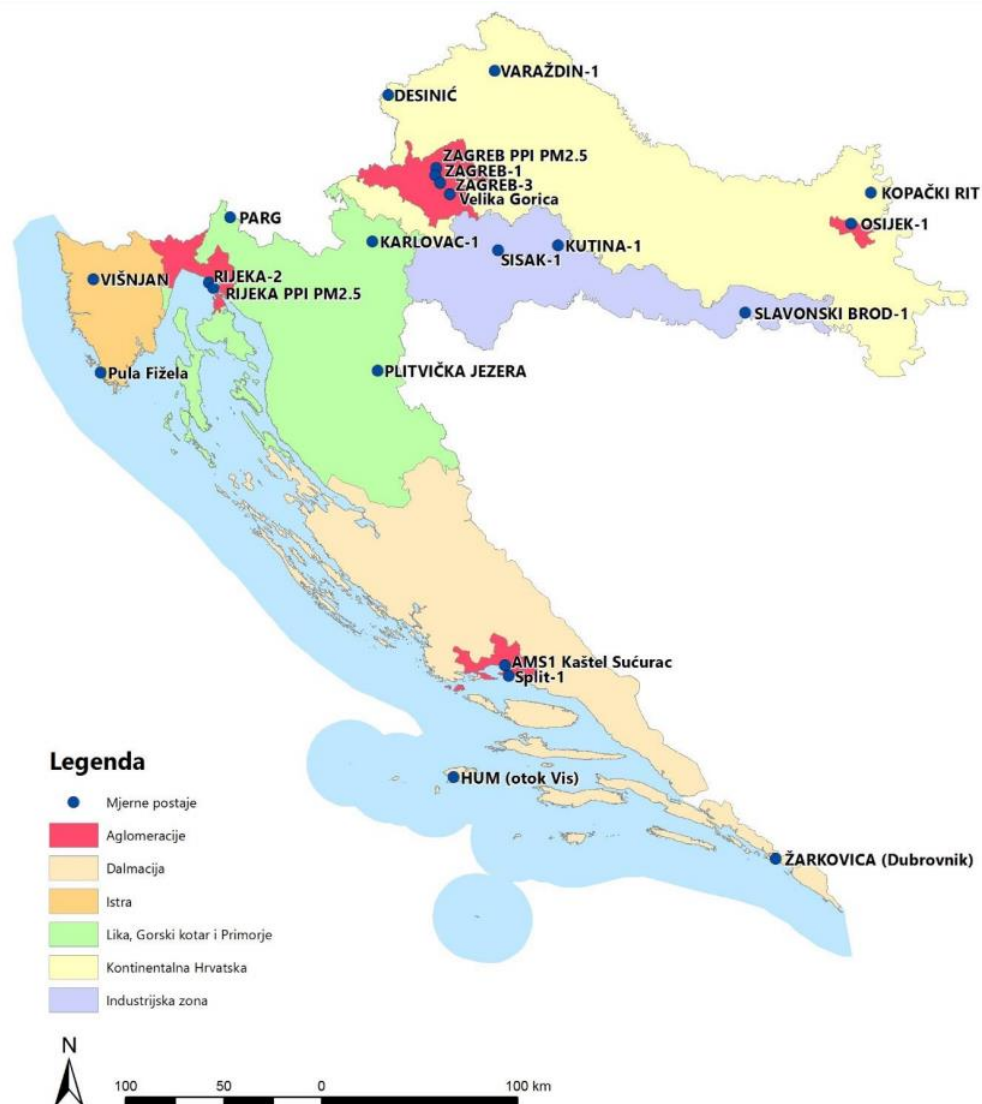 VARAŽDIN-1
DESINIĆ
ZAGREB PPI PM2.5
ZAGREB-1
ZAGREB-3
Velika Gorica
KOPAČKI RIT
OSIJEK-1
PARG
KARLOVAC-1
KUTINA-1
SISAK-1
VIŠNJAN
RIJEKA-2
RIJEKA PPI PM2.5
SLAVONSKI BROD-1
Pula Fižela
PLITVIČKA JEZERA
AMS1 Kaštel Sućurac
Split-1
HUM (otok Vis)
ŽARKOVICA (Dubrovnik)
Legenda
Mjerne postaje
Aglomeracije
Dalmacija
Istra
Lika, Gorski kotar i Primorje
Kontinentalna Hrvatska
Industrijska zona
N
100 50 0 100 km